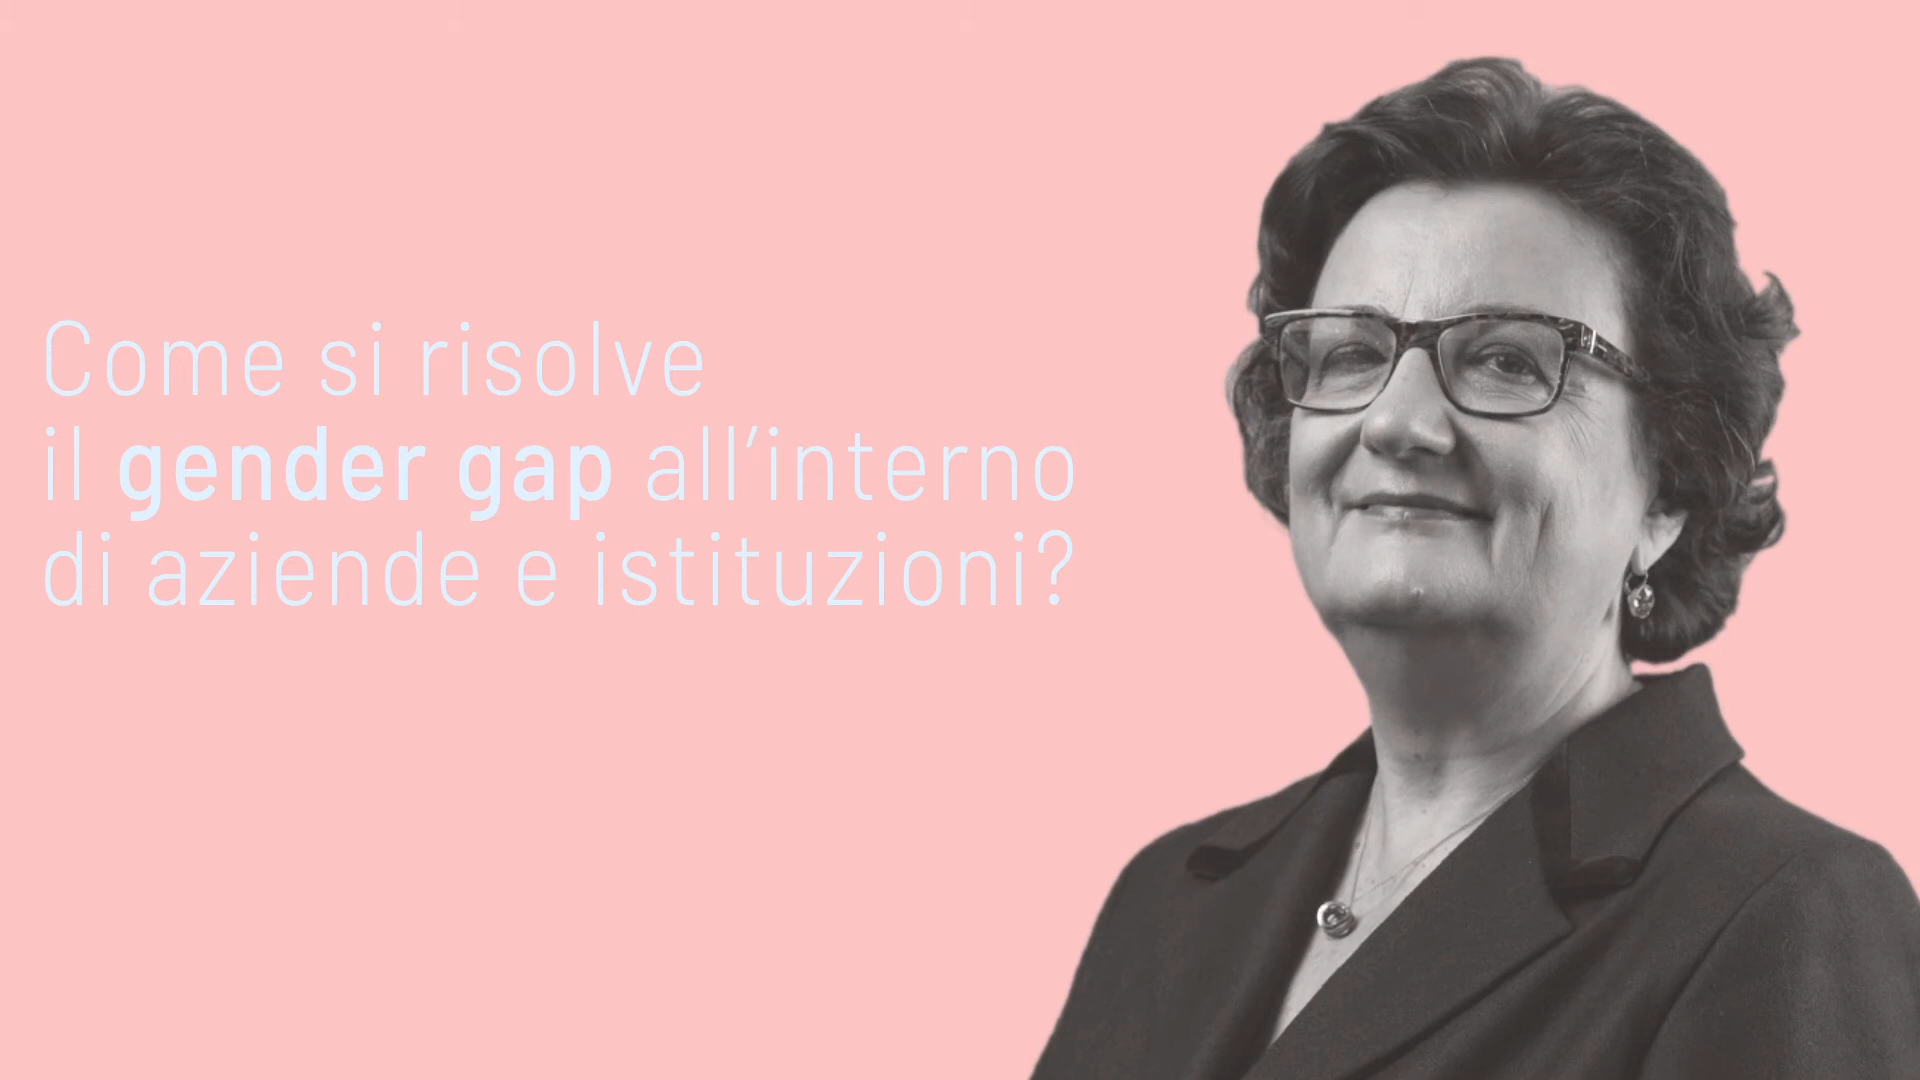 Come si risolve
il gender gap all’interno
di aziende e istituzioni?